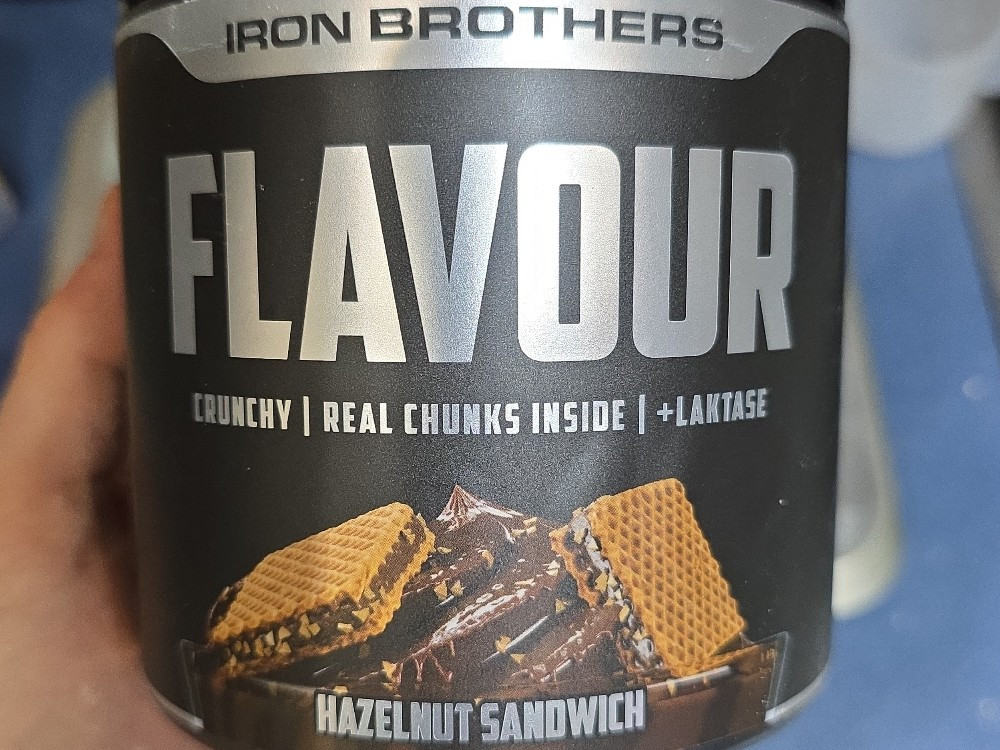 IRON BROTHERS
FLAVOUR
CRUNCHY | REAL CHUNKS INSIDE | +LAKTASE
HAZELNUT SANDWICH